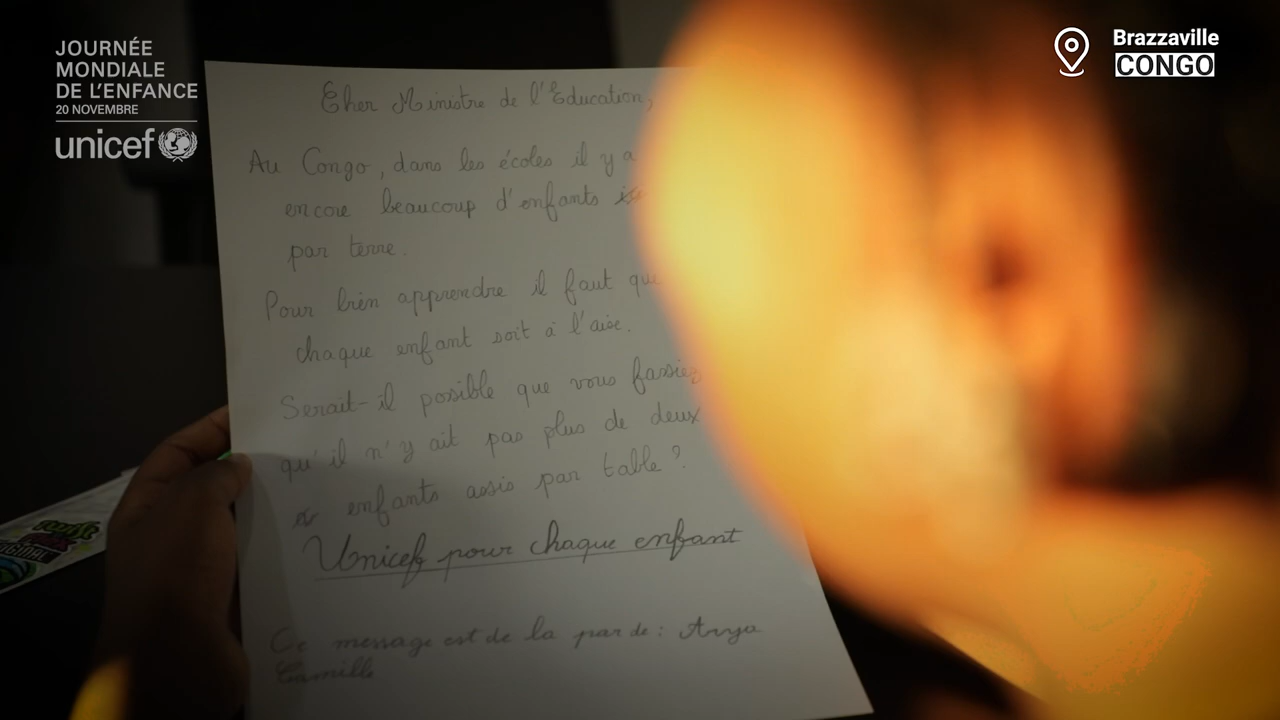 JOURNÉE
MONDIALE
DE L'ENFANCE
20 NOVEMBRE
unicef
Brazzaville
CONGO
Cher Ministre de l'Education,
Au Congo, dans les écoles il y a
encore beaucoup d'enfants
par terre.
Pour bien apprendre il faut que
chaque enfant soit à l'aise.
Serait-il possible que vous fassiez
qu'il n'y ait pas plus de deux
enfants assis par table ?
Unicef pour chaque enfant
Ce message est de la par de : Anya
Camille